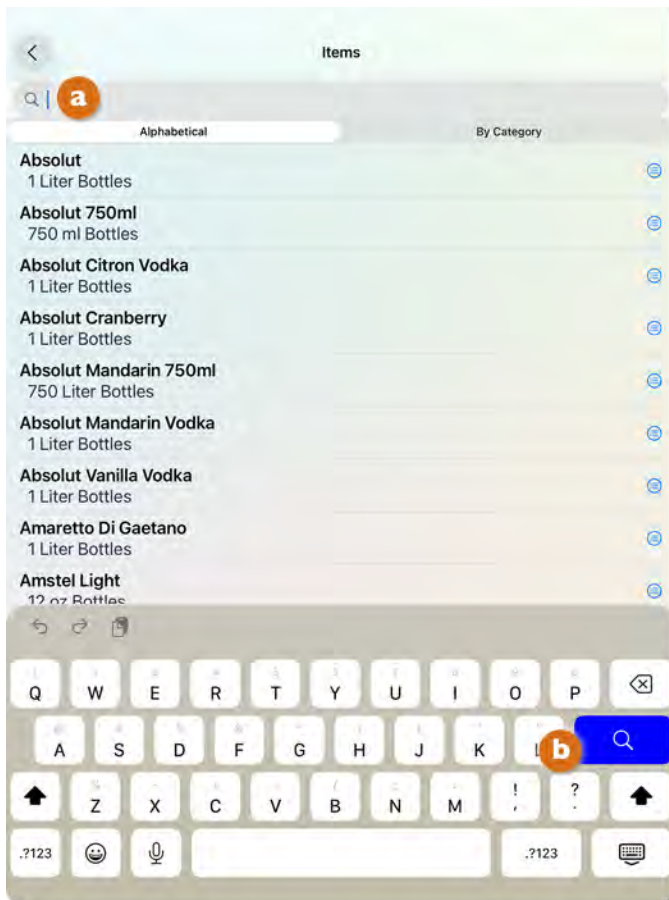 Items
a
Alphabetical By Category
Absolut
1 Liter Bottles
Absolut 750ml
750 ml Bottles
Absolut Citron Vodka
1 Liter Bottles
Absolut Cranberry
1 Liter Bottles
Absolut Mandarin 750ml
750 Liter Bottles
Absolut Mandarin Vodka
1 Liter Bottles
Absolut Vanilla Vodka
1 Liter Bottles
Amaretto Di Gaetano
1 Liter Bottles
Amstel Light
12 oz Bottles
Q W E R T Y U I O P
A S D F G H J K L b
Z X C V B N M ! , ? .
.?123 .?123